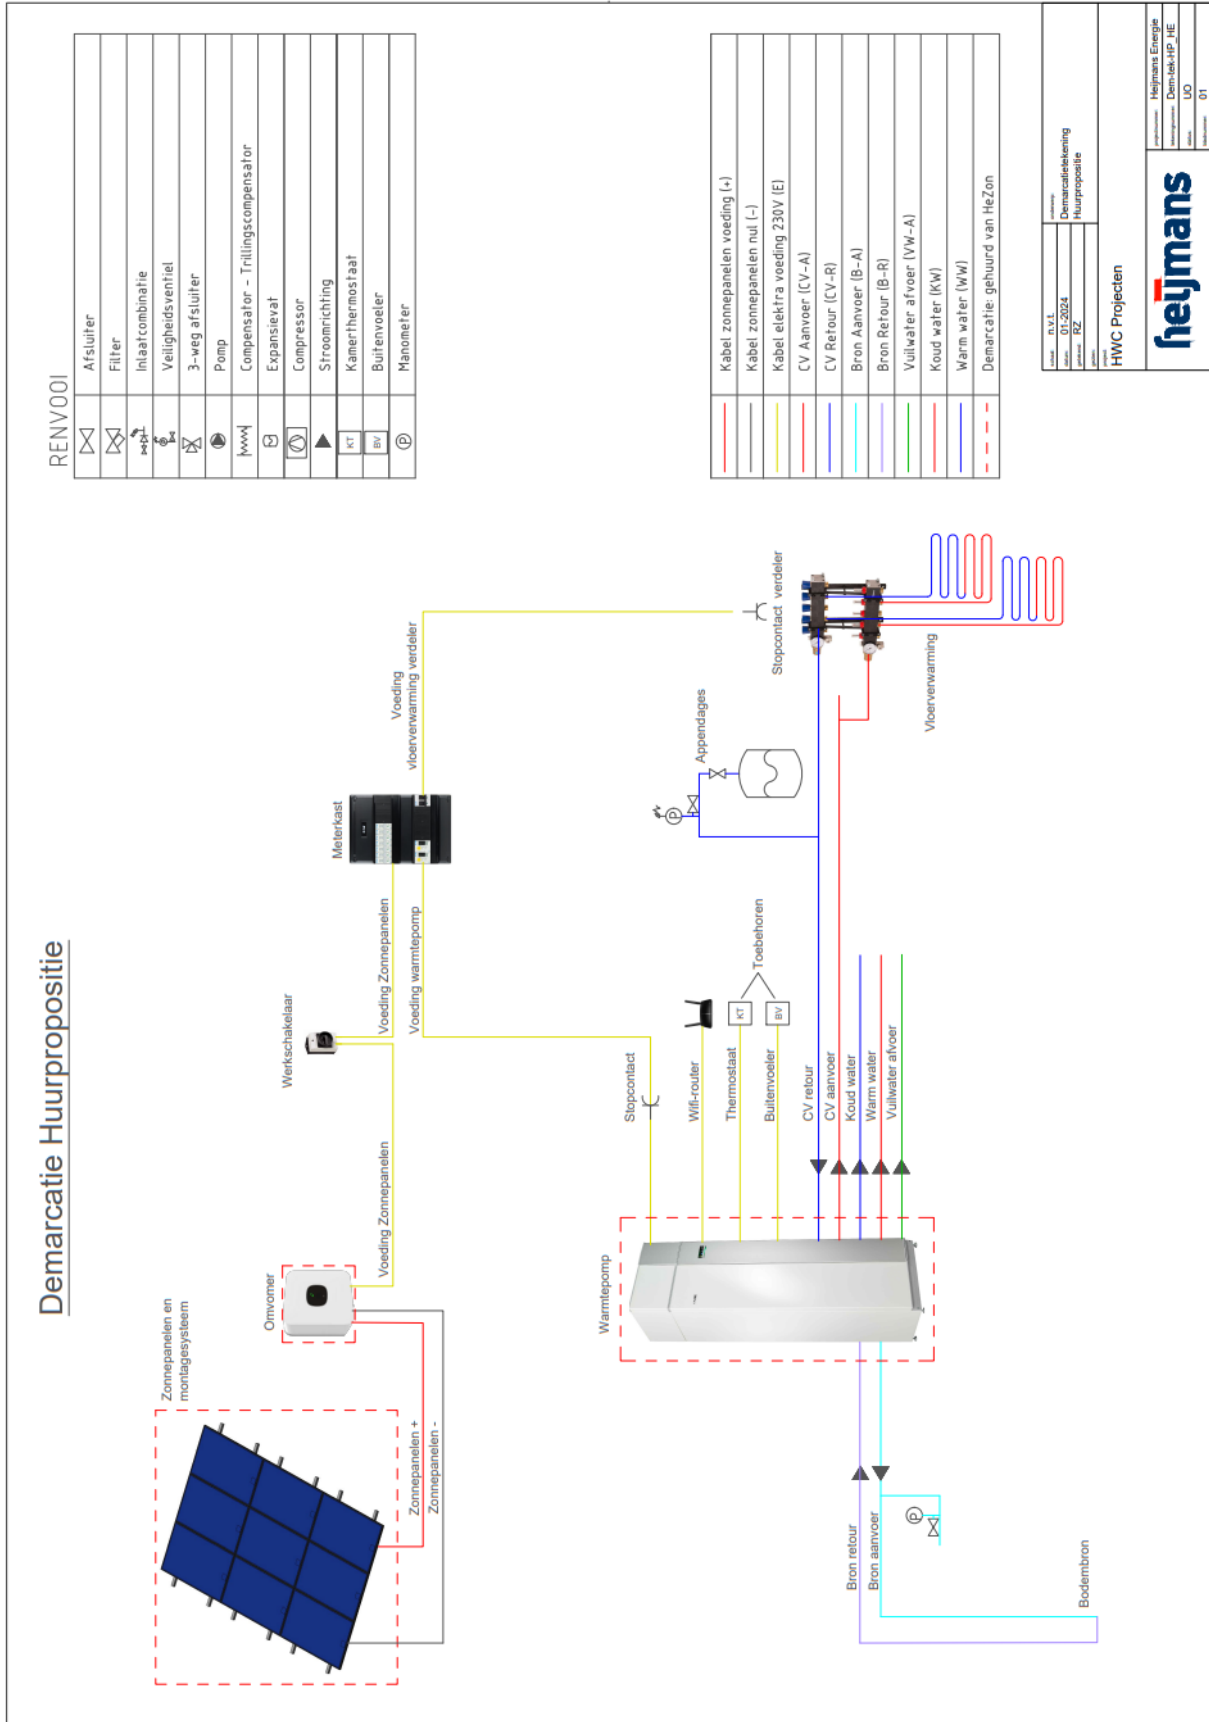 Demarcatie Huurpropositie
Zonnepanelen en
montagesysteem
Omvormer
Werkschakelaar
Meterkast
Voeding
vloerverwarming verdeler
Voeding Zonnepanelen
Voeding Zonnepanelen
Voeding warmtepomp
Zonnepanelen +
Zonnepanelen -
Stopcontact
Stopcontact verdeler
Warmtepomp
Wifi-router
Thermostaat
KT
Buitenvoeler
BV
Toebehoren
Appendages
P
CV retour
CV aanvoer
Koud water
Warm water
Vuilwater afvoer
Vloerverwarming
Bron retour
Bron aanvoer
P
Bodembron
RENV001
Afsluiter
Filter
Inlaatcombinatie
Veiligheidsventiel
3-weg afsluiter
Pomp
Compensator - Trillingscompensator
Expansievat
Compressor
Stroomrichting
KT Kamerthermostaat
BV Buitenvoeler
P Manometer
Kabel zonnepanelen voeding (+)
Kabel zonnepanelen nul (-)
Kabel elektra voeding 230V (E)
CV Aanvoer (CV-A)
CV Retour (CV-R)
Bron Aanvoer (B-A)
Bron Retour (B-R)
Vuilwater afvoer (VW-A)
Koud water (KW)
Warm water (WW)
Demarcatie: gehuurd van HeZon
n.v.t.
01-2024
RZ
Demarcatietekening
Huurpropositie
HWC Projecten
heijmans
Heijmans Energie
Dem-tek-HP_HE
UO
01